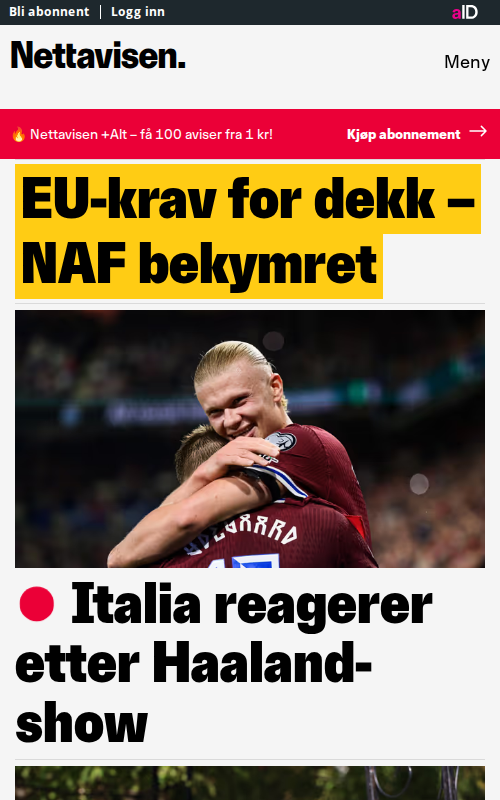 Bli abonnent | Logg inn
aID
Nettavisen.
Meny
🔥 Nettavisen +Alt – få 100 aviser fra 1 kr!
Kjøp abonnement →
EU-krav for dekk –
NAF bekymret
Italia reagerer
etter Haaland-
show